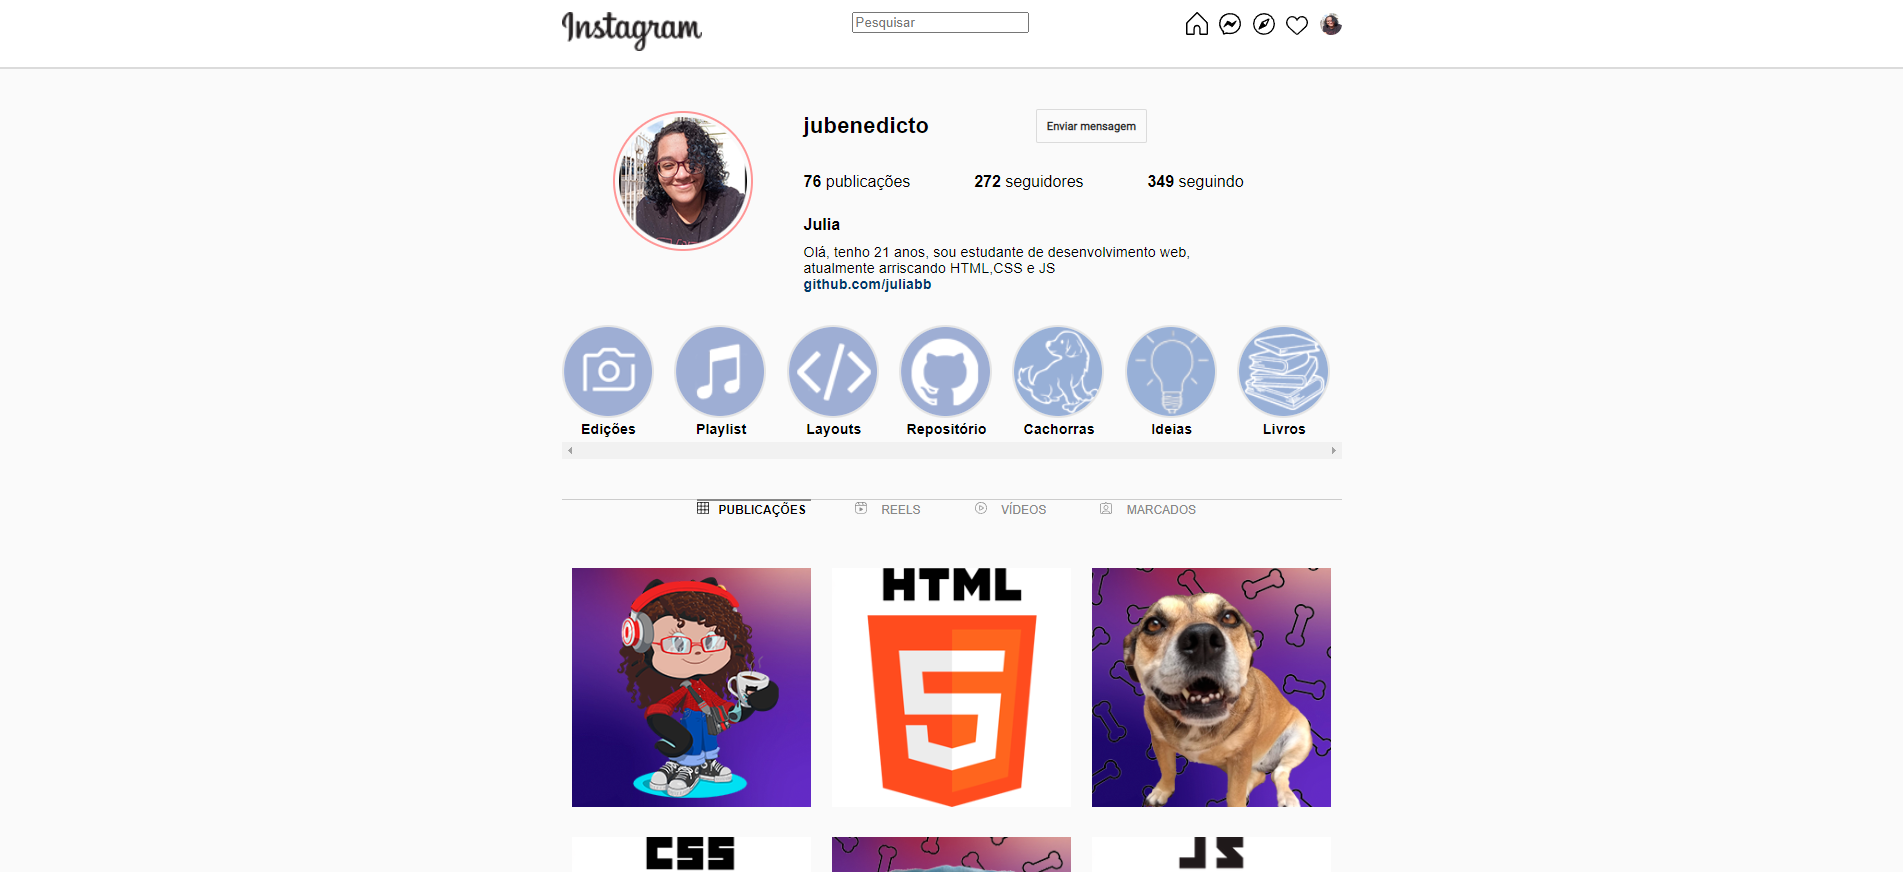 Instagram
Pesquisar
jubenedicto
Enviar mensagem
76 publicações 272 seguidores 349 seguindo
Julia
Olá, tenho 21 anos, sou estudante de desenvolvimento web,
atualmente arriscando HTML,CSS e JS
github.com/juliabb
Edições Playlist Layouts Repositório Cachorras Ideias Livros
PUBLICAÇÕES REELS VÍDEOS MARCADOS
HTML
5
CSS
JS